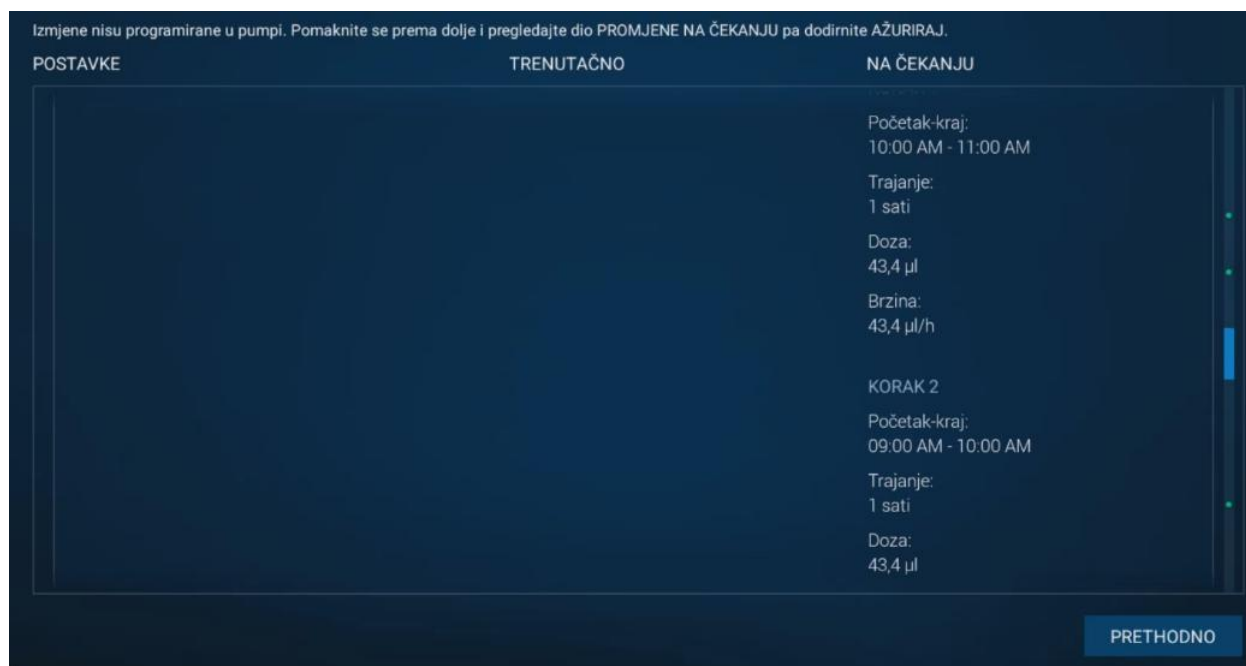 Izmjene nisu programirane u pumpi. Pomaknite se prema dolje i pregledajte dio PROMJENE NA ČEKANJU pa dodirnite AŽURIRAJ.
POSTAVKE TRENUTAČNO NA ČEKANJU
Početak-kraj:
10:00 AM - 11:00 AM
Trajanje:
1 sati
Doza:
43,4 µl
Brzina:
43,4 µl/h
KORAK 2
Početak-kraj:
09:00 AM - 10:00 AM
Trajanje:
1 sati
Doza:
43,4 µl
PRETHODNO